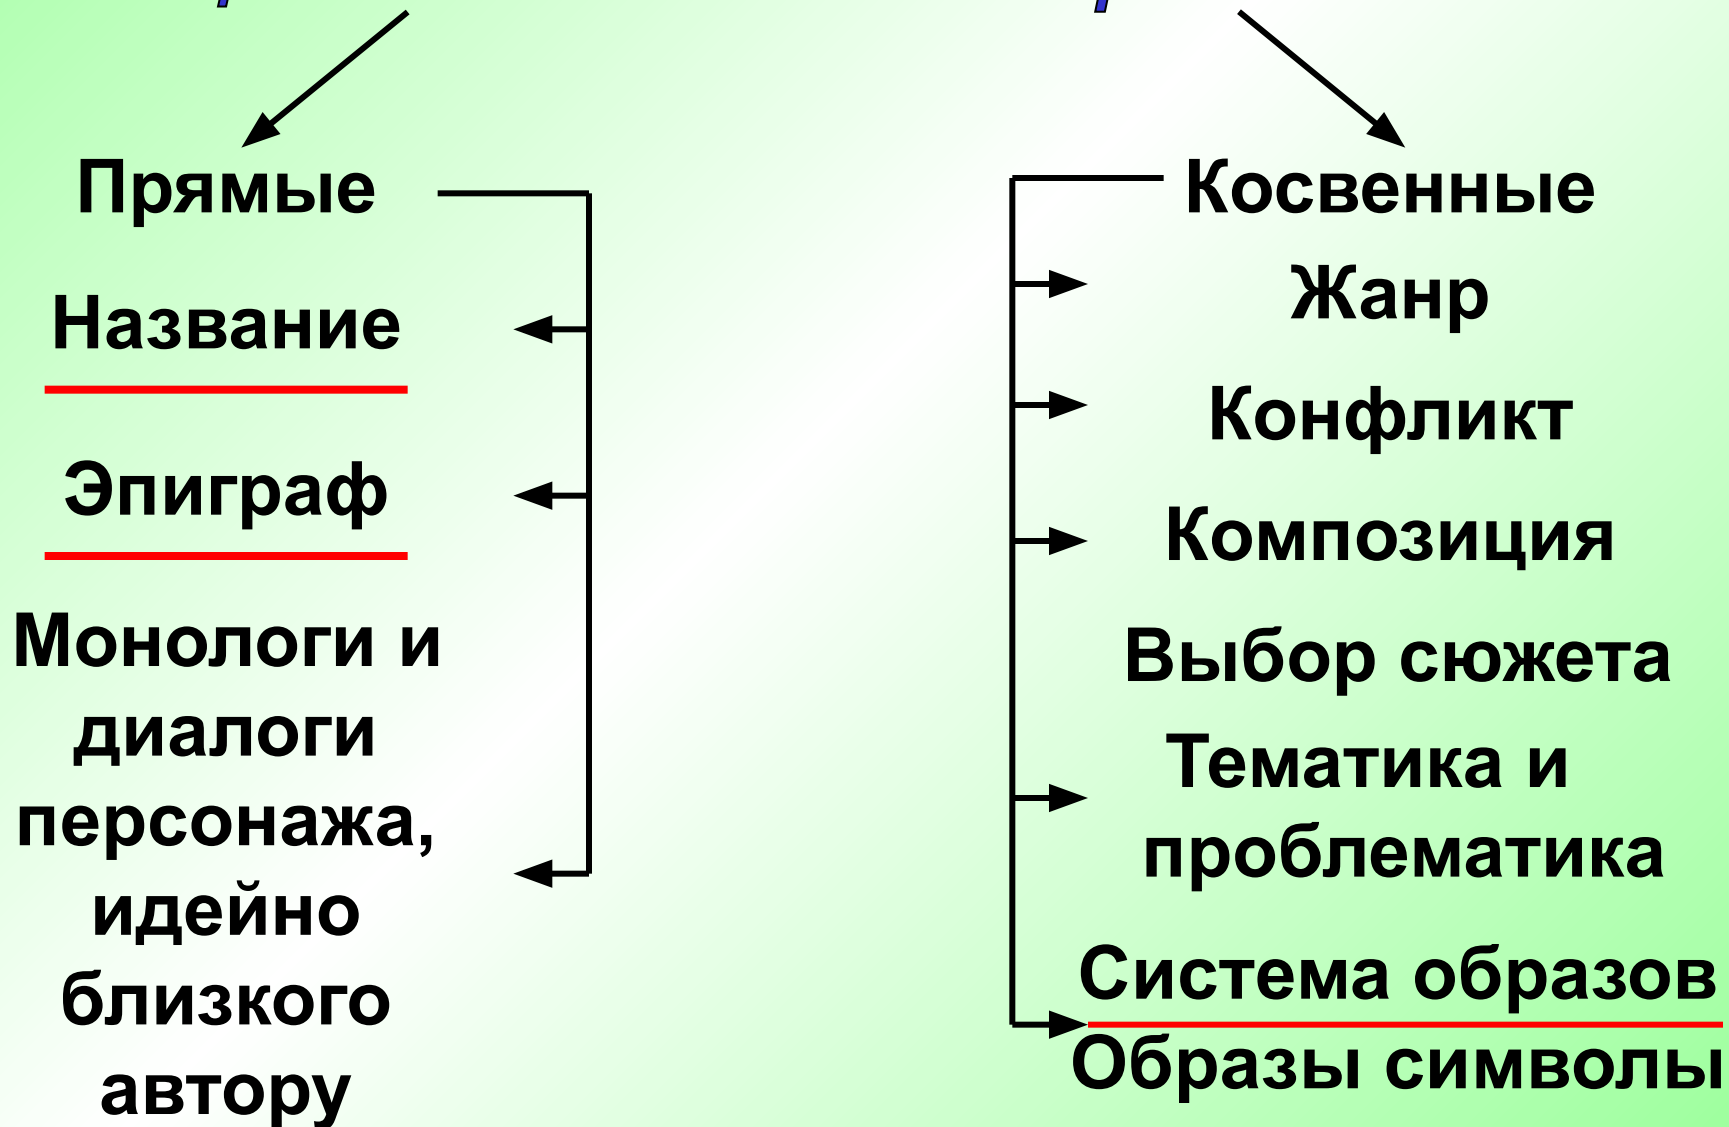 Прямые
Название
Эпиграф
Монологи и
диалоги
персонажа,
идейно
близкого
автору
Косвенные
Жанр
Конфликт
Композиция
Выбор сюжета
Тематика и
проблематика
Система образов
Образы символы